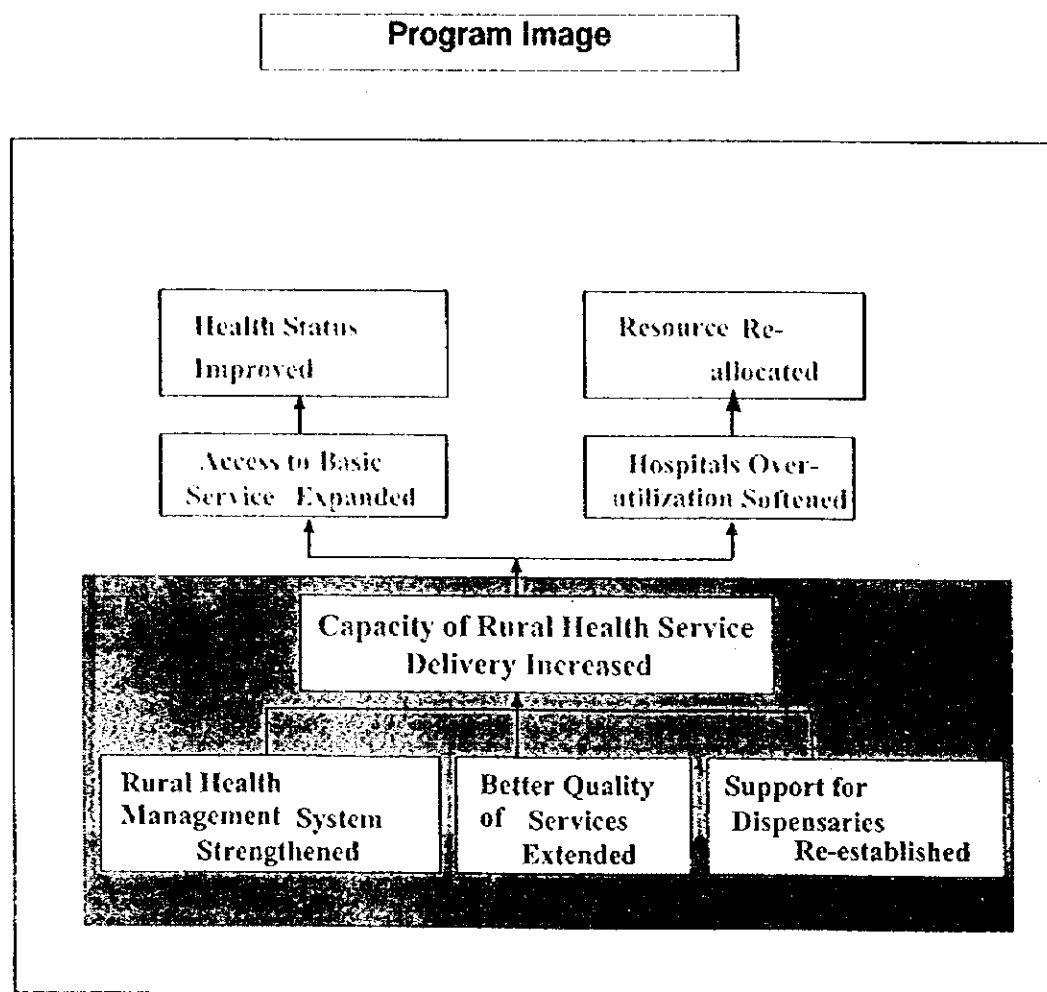 Program Image
Health Status
Improved
Resource Re-
allocated
Access to Basic
Service Expanded
Hospitals Over-
utilization Softened
Capacity of Rural Health Service
Delivery Increased
Rural Health
Management System
Strengthened
Better Quality
of Services
Extended
Support for
Dispensaries
Re-established